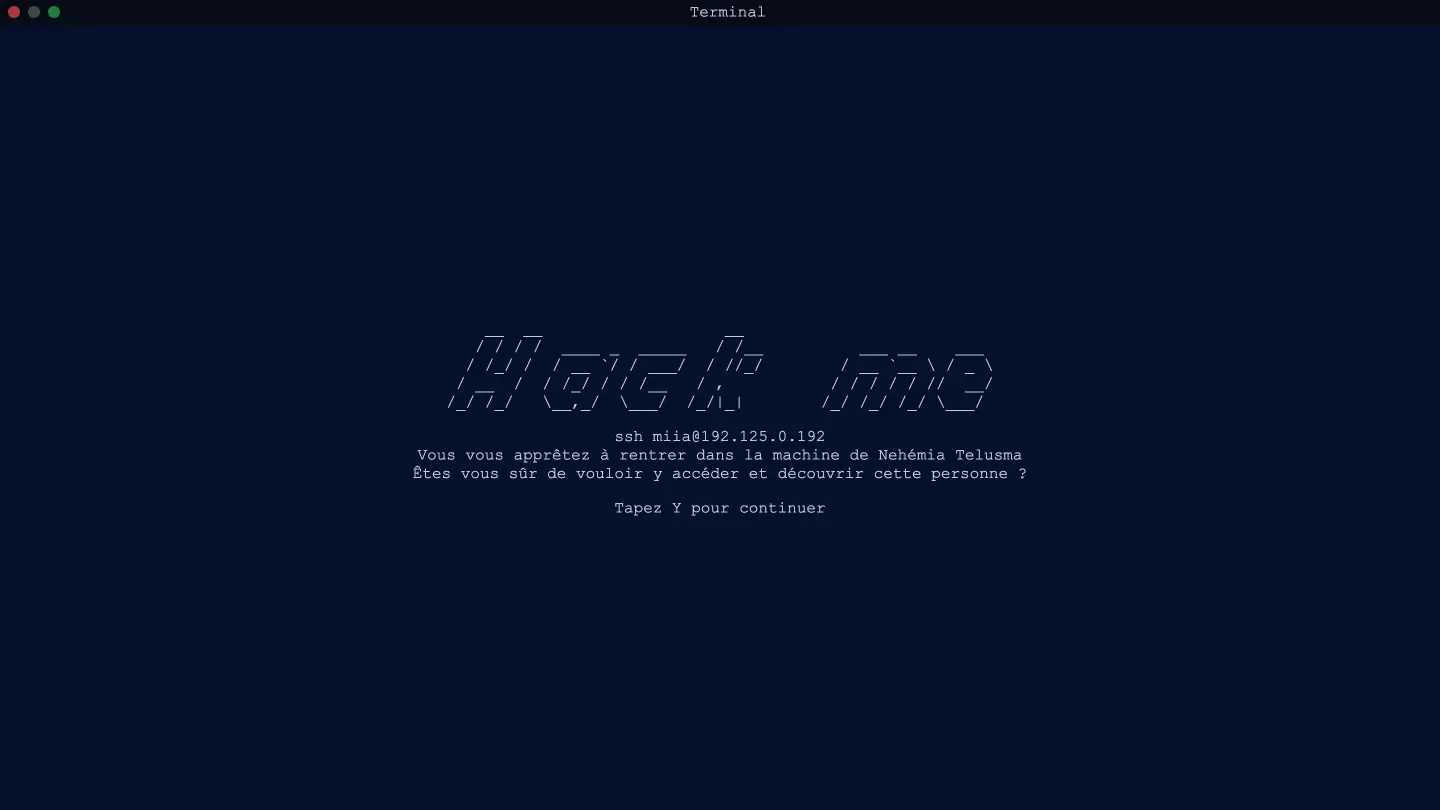 Terminal
Hack me
ssh miia@192.125.0.192
Vous vous apprêtez à rentrer dans la machine de Nehémia Telusma
Êtes vous sûr de vouloir y accéder et découvrir cette personne ?
Tapez Y pour continuer